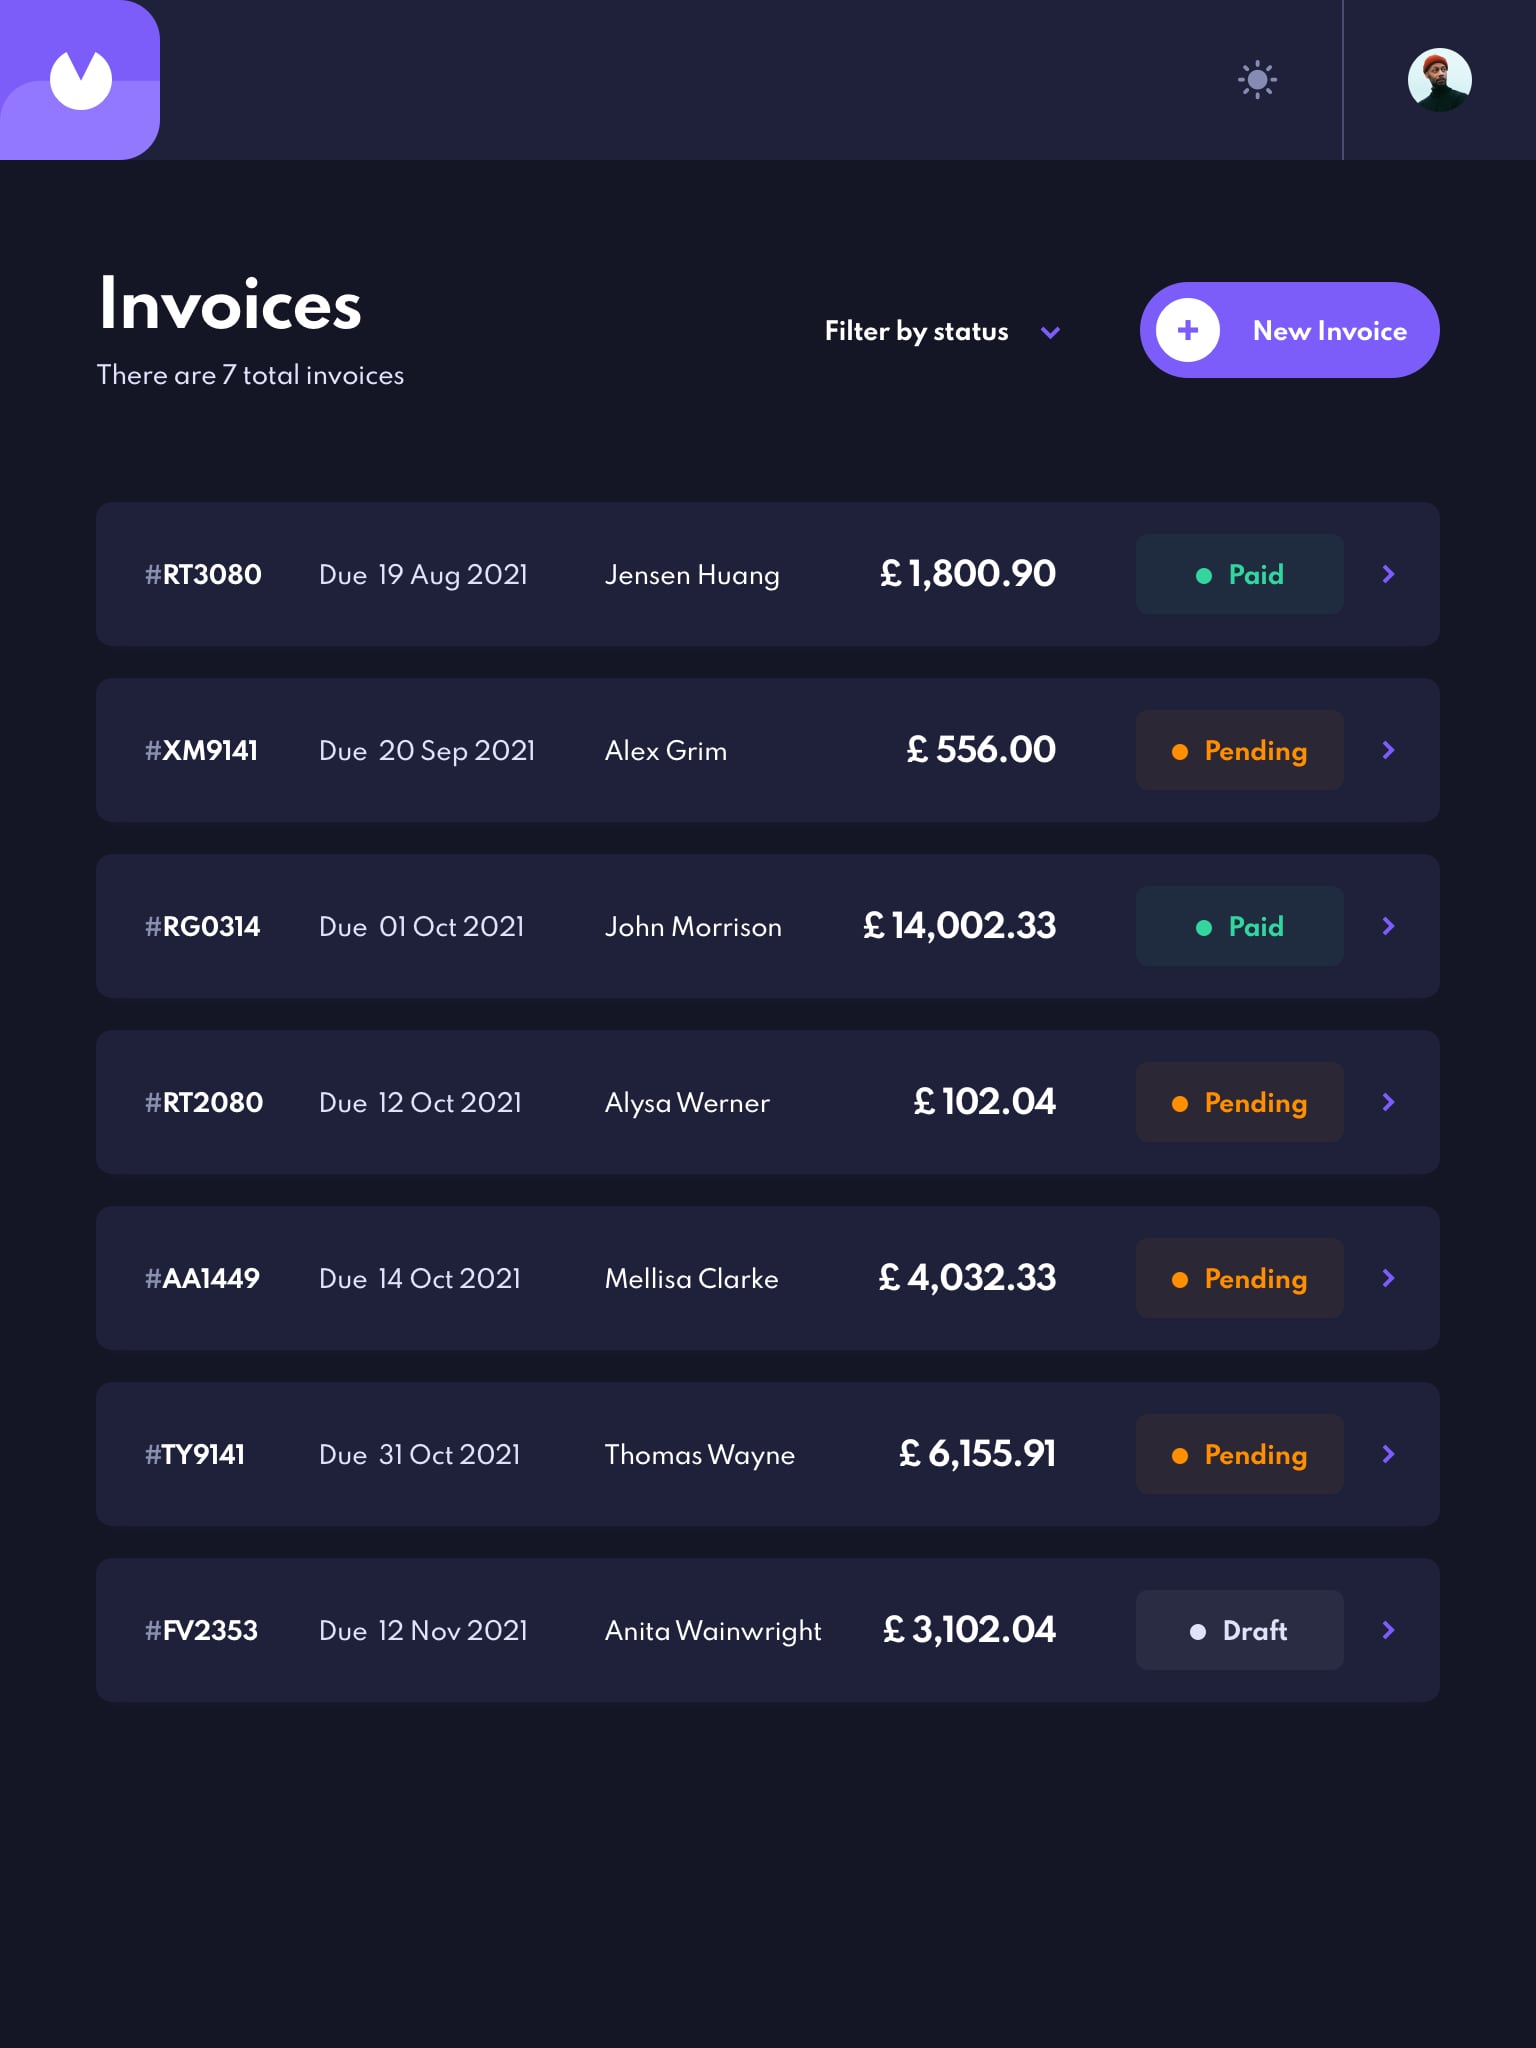 Invoices
There are 7 total invoices
Filter by status
New Invoice
#RT3080 Due 19 Aug 2021 Jensen Huang £ 1,800.90 Paid
#XM9141 Due 20 Sep 2021 Alex Grim £ 556.00 Pending
#RG0314 Due 01 Oct 2021 John Morrison £ 14,002.33 Paid
#RT2080 Due 12 Oct 2021 Alysa Werner £ 102.04 Pending
#AA1449 Due 14 Oct 2021 Mellisa Clarke £ 4,032.33 Pending
#TY9141 Due 31 Oct 2021 Thomas Wayne £ 6,155.91 Pending
#FV2353 Due 12 Nov 2021 Anita Wainwright £ 3,102.04 Draft